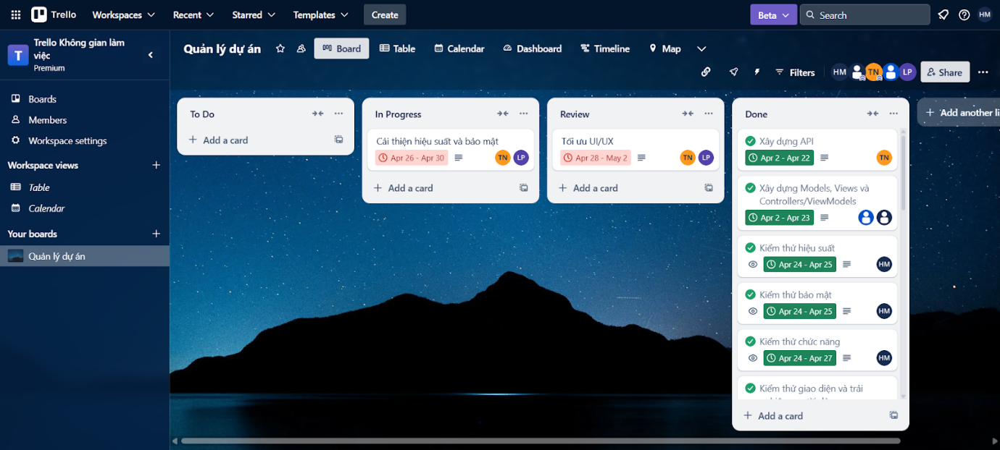 Trello
Workspaces
Recent
Starred
Templates
Create
Beta
Search
HM
T
Trello Không gian làm
việc
Premium
Boards
Members
Workspace settings
Workspace views
Table
Calendar
Your boards
Quản lý dự án
Quản lý dự án
Board
Table
Calendar
Dashboard
Timeline
Map
Filters
HM
TN
LP
Share
To Do
Add a card
In Progress
Cải thiện hiệu suất và bảo mật
Apr 26 - Apr 30
TN
LP
Add a card
Review
Tối ưu UI/UX
Apr 28 - May 2
TN
LP
Add a card
Done
Xây dựng API
Apr 2 - Apr 22
TN
Xây dựng Models, Views và
Controllers/ViewModels
Apr 2 - Apr 23
Kiểm thử hiệu suất
Apr 24 - Apr 25
HM
Kiểm thử bảo mật
Apr 24 - Apr 25
HM
Kiểm thử chức năng
Apr 24 - Apr 27
HM
Kiểm thử giao diện và trải
Add a card
Add another li